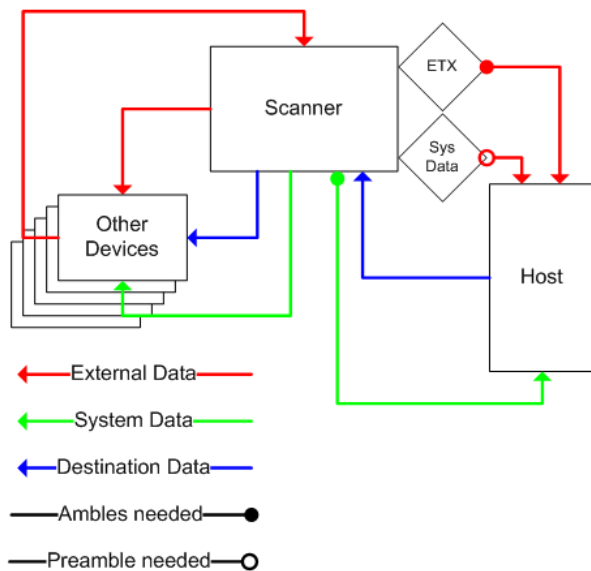 Scanner
ETX
Sys
Data
Other
Devices
Host
External Data
System Data
Destination Data
Ambles needed
Preamble needed